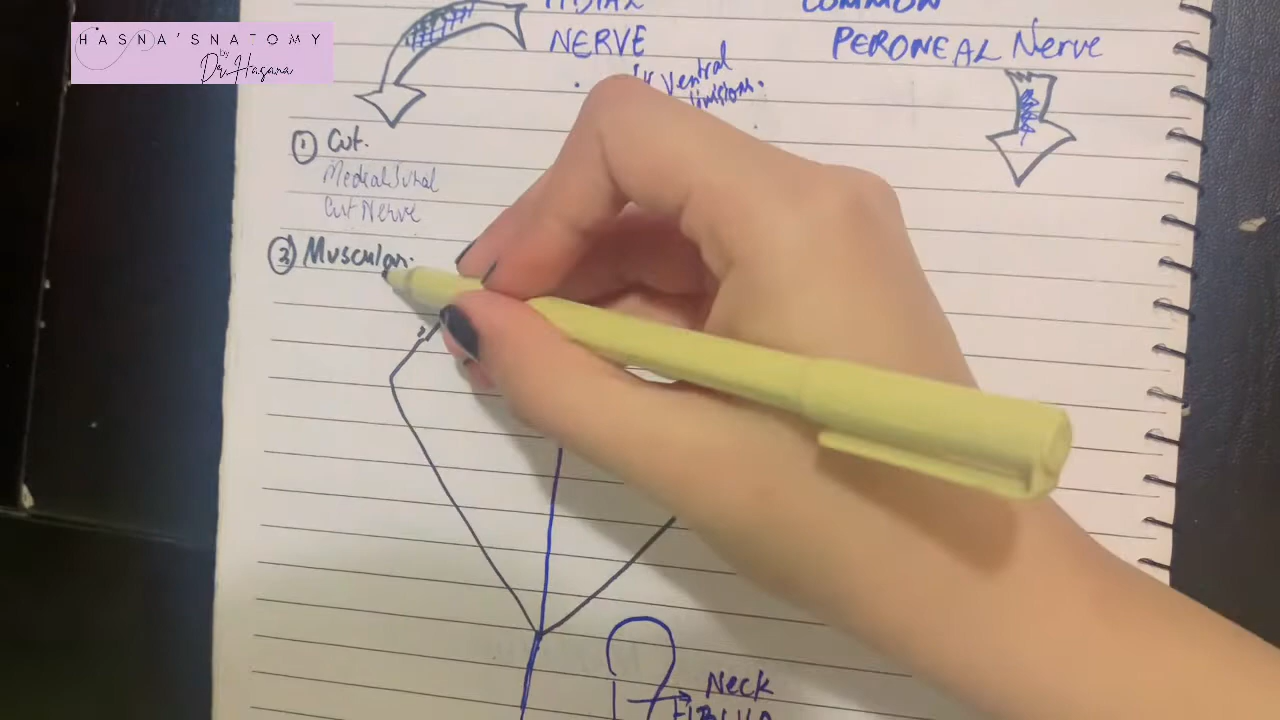 HASNA'SNATOMY
by
Dr. Hasana
COMMON
NERVE
PERONEAL Nerve
Ventral
① Cut.
Medial Sural
Cut Nerve
② Muscular.
Neck